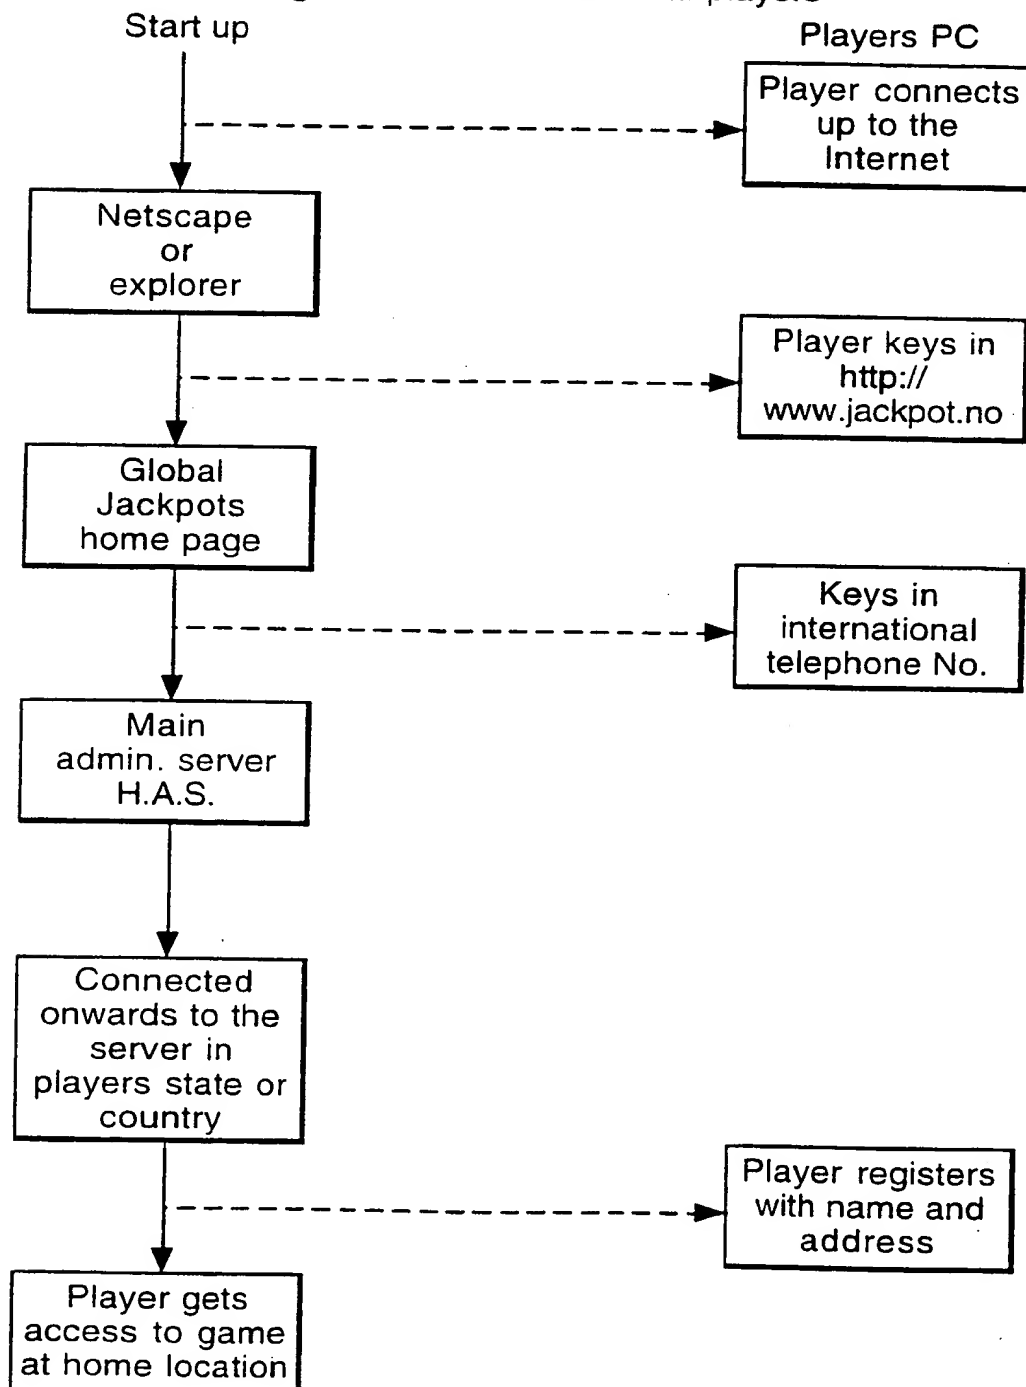 players
Start up
Players PC
Player connects
up to the
Internet
Netscape
or
explorer
Player keys in
http://
www.jackpot.no
Global
Jackpots
home page
Keys in
international
telephone No.
Main
admin. server
H.A.S.
Connected
onwards to the
server in
players state or
country
Player registers
with name and
address
Player gets
access to game
at home location